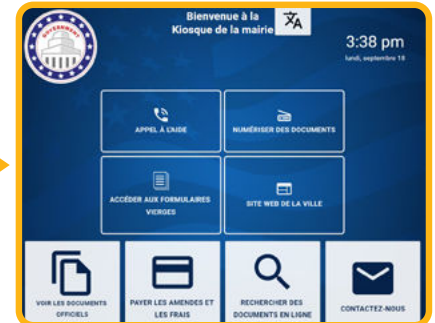 GOVERNMENT
Bienvenue à la
Kiosque de la mairie
3:38 pm
lundi, septembre 18
APPEL À L'AIDE
NUMÉRISER DES DOCUMENTS
ACCÉDER AUX FORMULAIRES
VIERGES
SITE WEB DE LA VILLE
VOIR LES DOCUMENTS
OFFICIELS
PAYER LES AMENDES ET
LES FRAIS
RECHERCHER DES
DOCUMENTS EN LIGNE
CONTACTEZ-NOUS